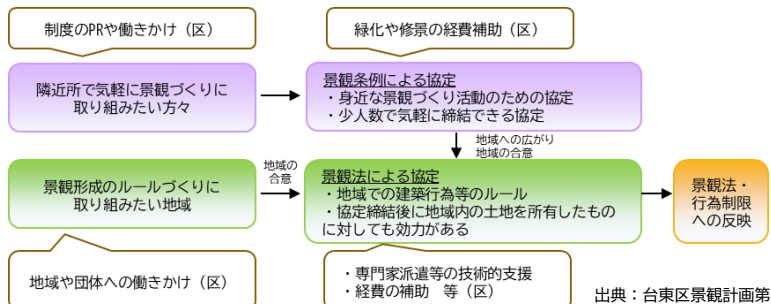 制度のPRや働きかけ（区）
緑化や修景の経費補助（区）
隣近所で気軽に景観づくりに
取り組みたい方々
景観条例による協定
・身近な景観づくり活動のための協定
・少人数で気軽に締結できる協定
地域への広がり
地域の合意
景観形成のルールづくりに
取り組みたい地域
地域の
合意
景観法による協定
・地域での建築行為等のルール
・協定締結後に地域内の土地を所有したもの
に対しても効力がある
景観法・
行為制限
への反映
地域や団体への働きかけ（区）
・専門家派遣等の技術的支援
・経費の補助　等（区）
出典：台東区景観計画第